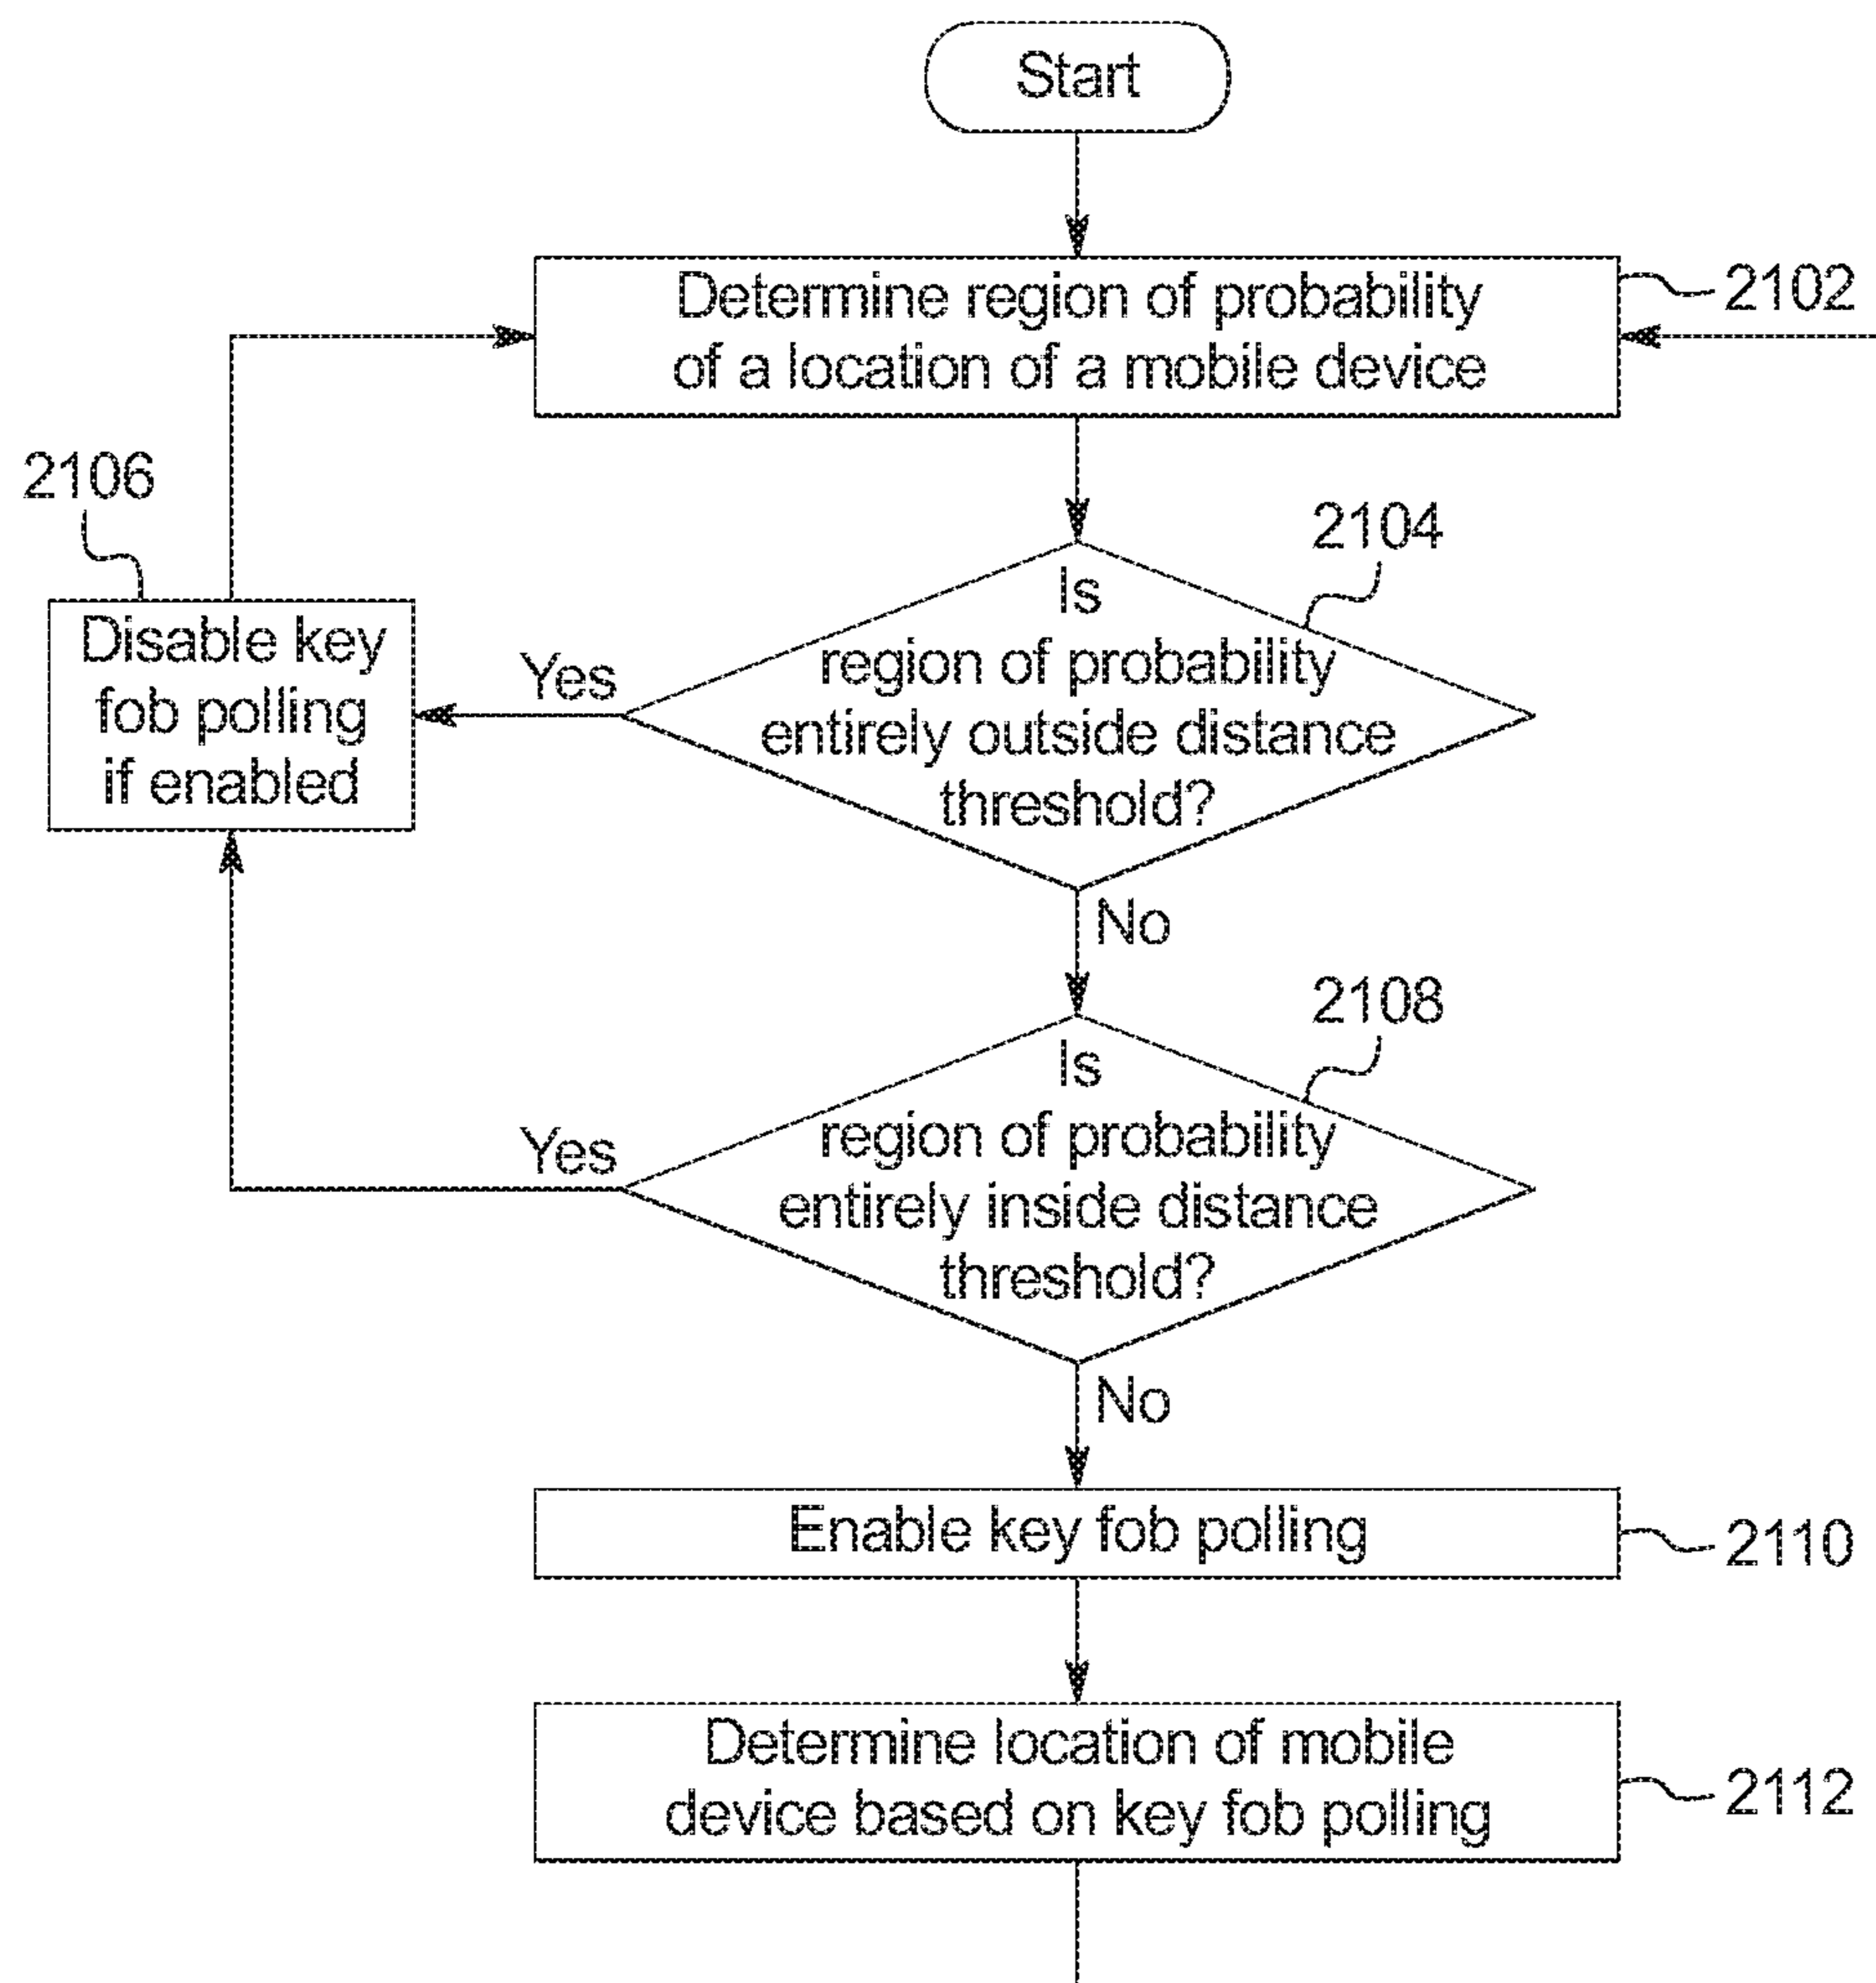 Start
Determine region of probability
of a location of a mobile device
2102
2106
2104
Disable key
fob polling
if enabled
Yes
Is
region of probability
entirely outside distance
threshold?
No
2108
Yes
Is
region of probability
entirely inside distance
threshold?
No
Enable key fob polling
2110
Determine location of mobile
device based on key fob polling
2112